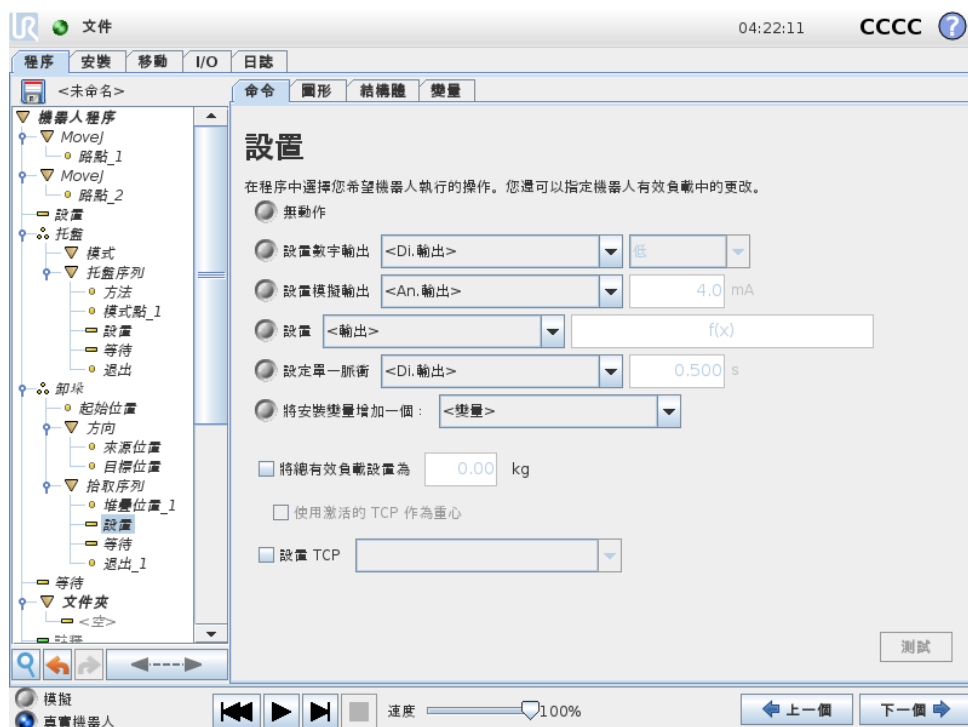 UR 文件 04:22:11 CCCC ?
程序 安裝 移動 I/O 日誌
<未命名> 命令 圖形 結構體 變量
機器人程序
MoveJ
路點_1
MoveJ
路點_2
設置
托盤
模式
托盤序列
方法
模式點_1
設置
等待
退出
卸垛
起始位置
方向
來源位置
目標位置
拾取序列
堆疊位置_1
設置
等待
退出_1
等待
文件夾
<空>
註釋
設置
在程序中選擇您希望機器人執行的操作。您還可以指定機器人有效負載中的更改。
無動作
設置數字輸出 <Di.輸出> 低
設置模擬輸出 <An.輸出> 4.0 mA
設置 <輸出> f(x)
設定單一脈衝 <Di.輸出> 0.500 s
將安裝變量增加一個： <變量>
將總有效負載設置為 0.00 kg
使用激活的 TCP 作為重心
設置 TCP
測試
模擬
真實機器人
速度 100%
上一個 下一個